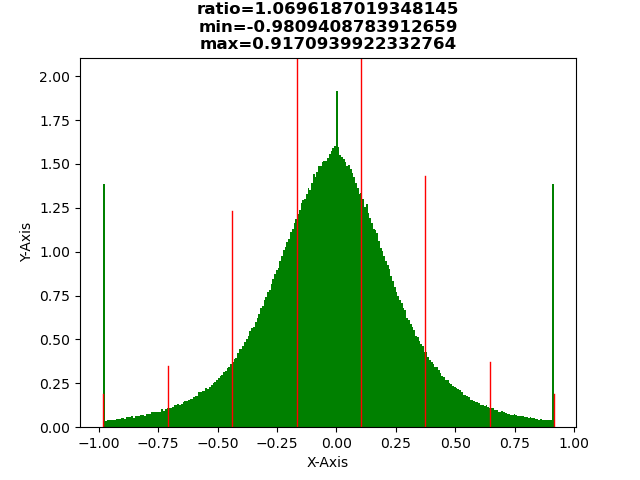 ratio=1.0696187019348145
min=-0.9809408783912659
max=0.9170939922332764
2.00
1.75
1.50
1.25
1.00
0.75
0.50
0.25
0.00
Y-Axis
−1.00 −0.75 −0.50 −0.25 0.00 0.25 0.50 0.75 1.00
X-Axis